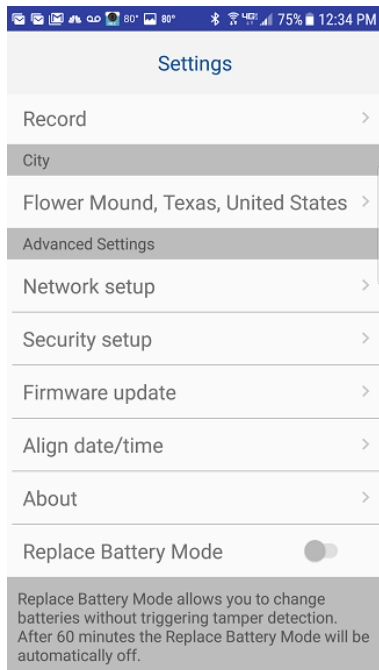 80° 80° 4G 75% 12:34 PM
Settings
Record
City
Flower Mound, Texas, United States
Advanced Settings
Network setup
Security setup
Firmware update
Align date/time
About
Replace Battery Mode
Replace Battery Mode allows you to change
batteries without triggering tamper detection.
After 60 minutes the Replace Battery Mode will be
automatically off.